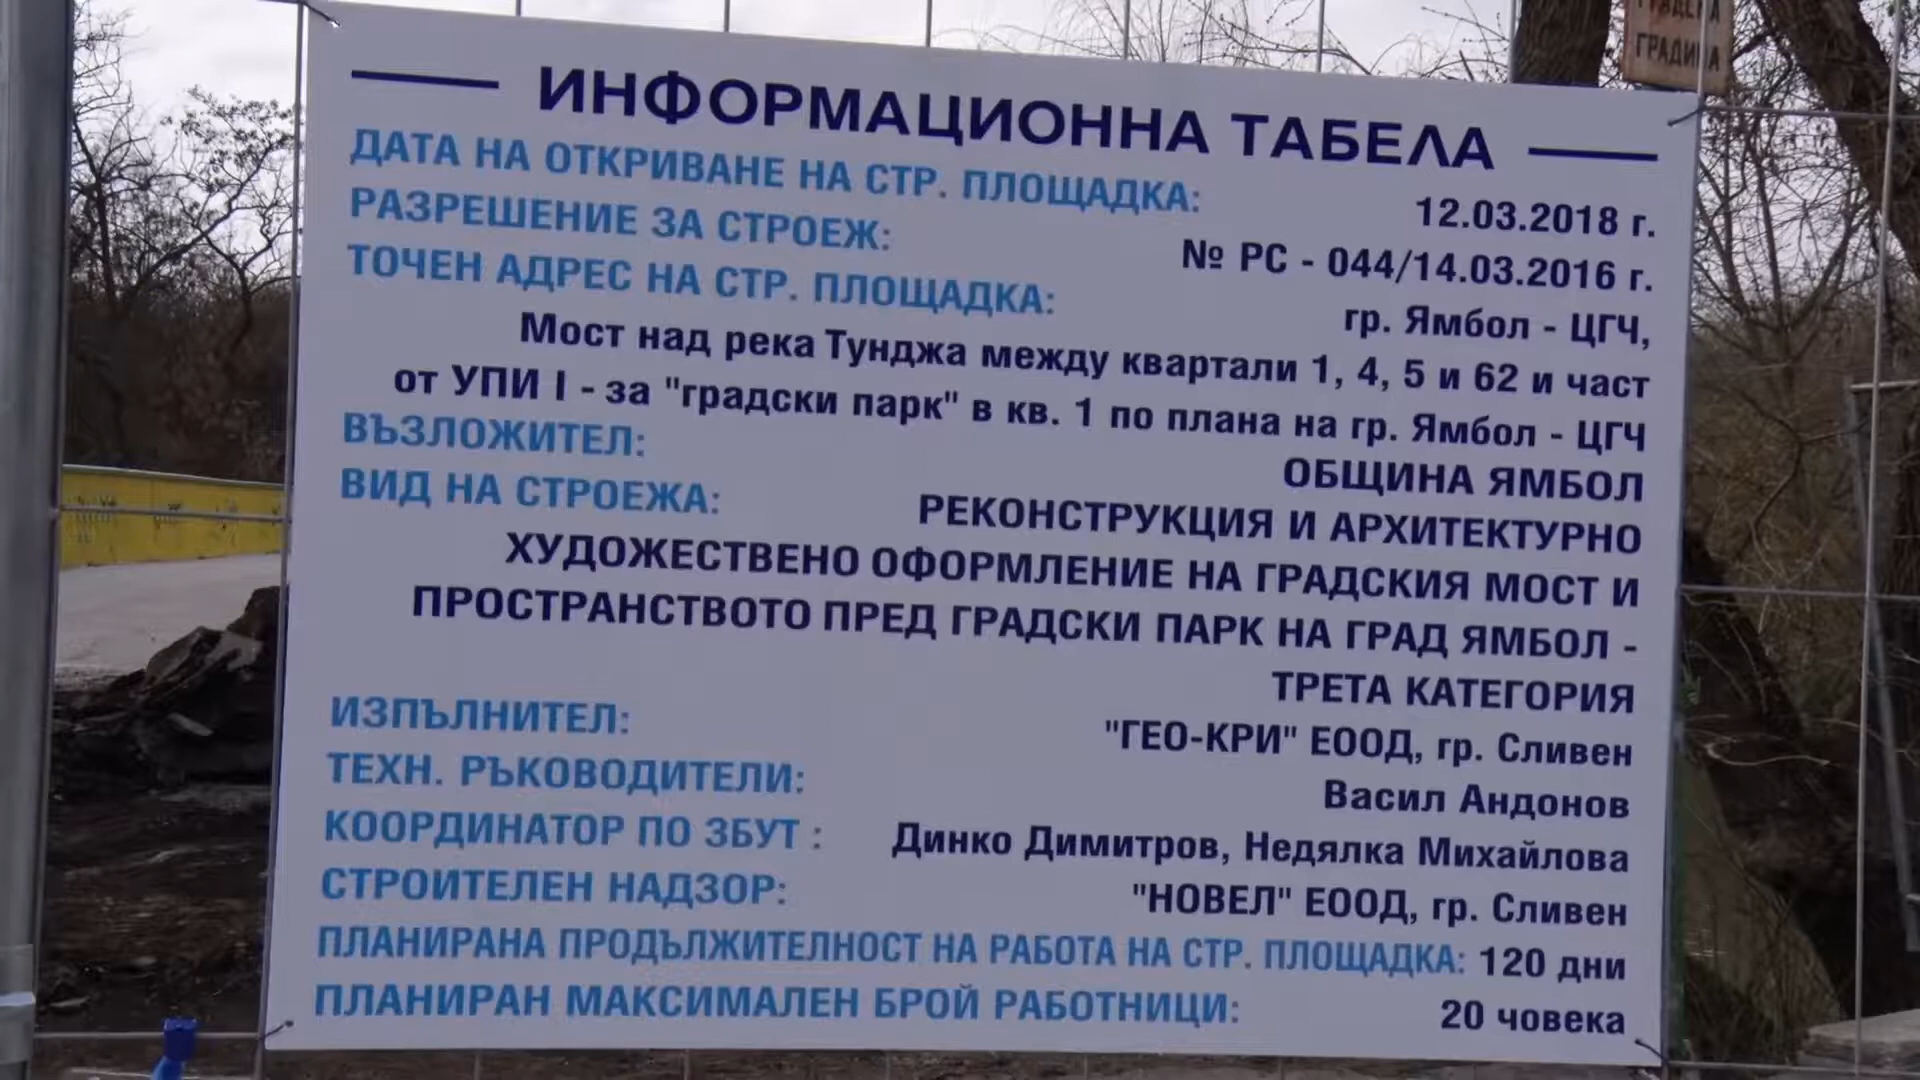 ГРАДИНА
ИНФОРМАЦИОННА ТАБЕЛА
ДАТА НА ОТКРИВАНЕ НА СТР. ПЛОЩАДКА: 12.03.2018 г.
РАЗРЕШЕНИЕ ЗА СТРОЕЖ: № РС - 044/14.03.2016 г.
ТОЧЕН АДРЕС НА СТР. ПЛОЩАДКА: гр. Ямбол - ЦГЧ,
Мост над река Тунджа между квартали 1, 4, 5 и 62 и част
от УПИ I - за "градски парк" в кв. 1 по плана на гр. Ямбол - ЦГЧ
ВЪЗЛОЖИТЕЛ: ОБЩИНА ЯМБОЛ
ВИД НА СТРОЕЖА: РЕКОНСТРУКЦИЯ И АРХИТЕКТУРНО
ХУДОЖЕСТВЕНО ОФОРМЛЕНИЕ НА ГРАДСКИЯ МОСТ И
ПРОСТРАНСТВОТО ПРЕД ГРАДСКИ ПАРК НА ГРАД ЯМБОЛ -
ТРЕТА КАТЕГОРИЯ
ИЗПЪЛНИТЕЛ: "ГЕО-КРИ" ЕООД, гр. Сливен
ТЕХН. РЪКОВОДИТЕЛИ: Васил Андонов
КООРДИНАТОР ПО ЗБУТ : Динко Димитров, Недялка Михайлова
СТРОИТЕЛЕН НАДЗОР: "НОВЕЛ" ЕООД, гр. Сливен
ПЛАНИРАНА ПРОДЪЛЖИТЕЛНОСТ НА РАБОТА НА СТР. ПЛОЩАДКА: 120 дни
ПЛАНИРАН МАКСИМАЛЕН БРОЙ РАБОТНИЦИ: 20 човека